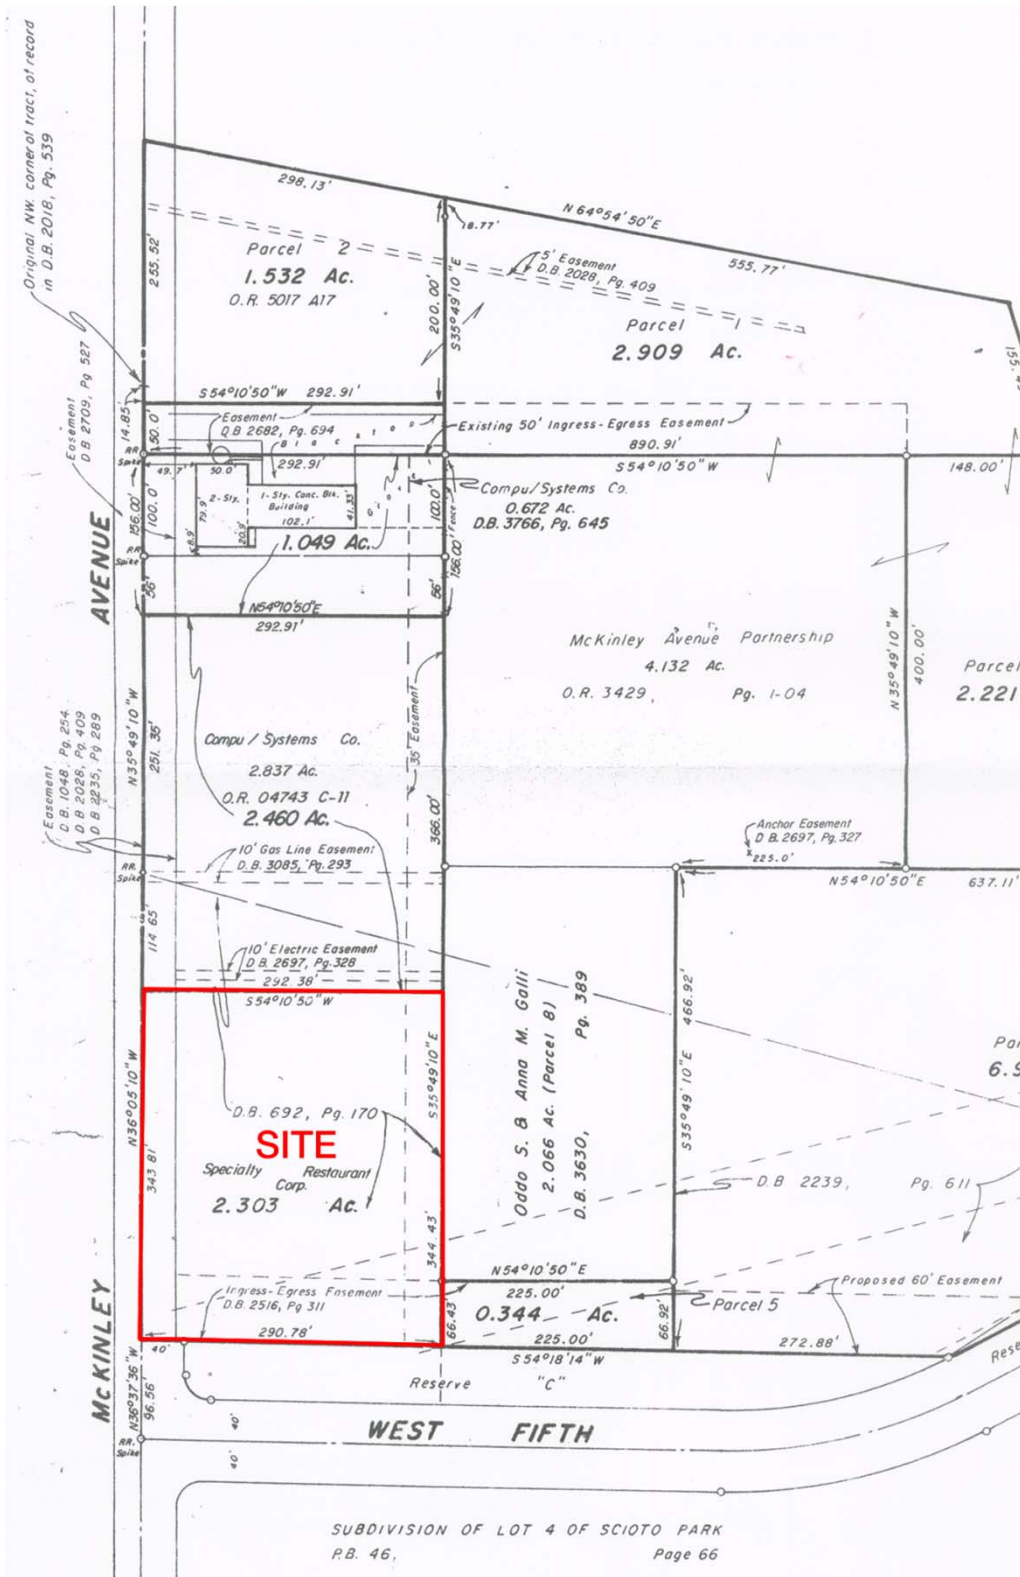 Original NW. corner of tract, of record
in D.B. 2018, Pg. 539
298.13'
N 64°54'50"E
555.77'
18.77'
255.52'
Parcel 2
1.532 Ac.
O.R. 5017 A17
200.00'
S35°49'10"E
5' Easement
D.B. 2028, Pg. 409
Parcel 1
2.909 Ac.
Easement
D B 2709, Pg 527
S54°10'50"W 292.91'
14.85'
50.0'
Easement
D.B 2682, Pg. 694
Blacktop
Existing 50' Ingress-Egress Easement
890.91'
S54°10'50"W
148.00'
RR
Spike
49.7'
50.0'
292.91'
2-Sty.
1-Sty. Conc. Blk.
Building
102.1'
79.9'
20.9'
41.33'
68.9'
156.00'
100.0'
100.0'
Fence
Compu/Systems Co.
0.672 Ac.
D.B. 3766, Pg. 645
1.049 Ac.
RR
Spike
56'
156.00'
56'
N54°10'50"E
292.91'
AVENUE
McKinley Avenue Partnership
4.132 Ac.
O.R. 3429, Pg. 1-04
N35°49'10"W
400.00'
Parcel
2.221
N35°49'10"W
251.35'
Compu/Systems Co.
2.837 Ac.
O.R. 04743 C-11
2.460 Ac.
35' Easement
366.00'
Easement
D.B. 1048, Pg. 254
D B 2028, Pg. 409
D B 2235, Pg 289
10' Gas Line Easement
D.B. 3085, Pg. 293
Anchor Easement
D B. 2697, Pg. 327
225.0'
N54°10'50"E
637.11'
RR.
Spike
114.65'
10' Electric Easement
D B. 2697, Pg. 328
292.38'
S54°10'50"W
Oddo S. & Anna M. Galli
2.066 Ac. (Parcel 8)
D.B. 3630, Pg. 389
466.92'
S35°49'10"E
N36°05'10"W
343.81'
S35°49'10"E
344.43'
D.B. 692, Pg. 170
SITE
Specialty Restaurant
Corp.
2.303 Ac.
D.B 2239, Pg. 611
N54°10'50"E
225.00'
0.344 Ac.
Parcel 5
Proposed 60' Easement
Ingress-Egress Easement
D.B. 2516, Pg 311
66.43'
66.92'
290.78'
225.00'
272.88'
S54°18'14"W
40'
McKINLEY
N36°37'36"W
96.56'
Reserve "C"
WEST FIFTH
RR.
Spike
40'
40'
SUBDIVISION OF LOT 4 OF SCIOTO PARK
P.B. 46, Page 66